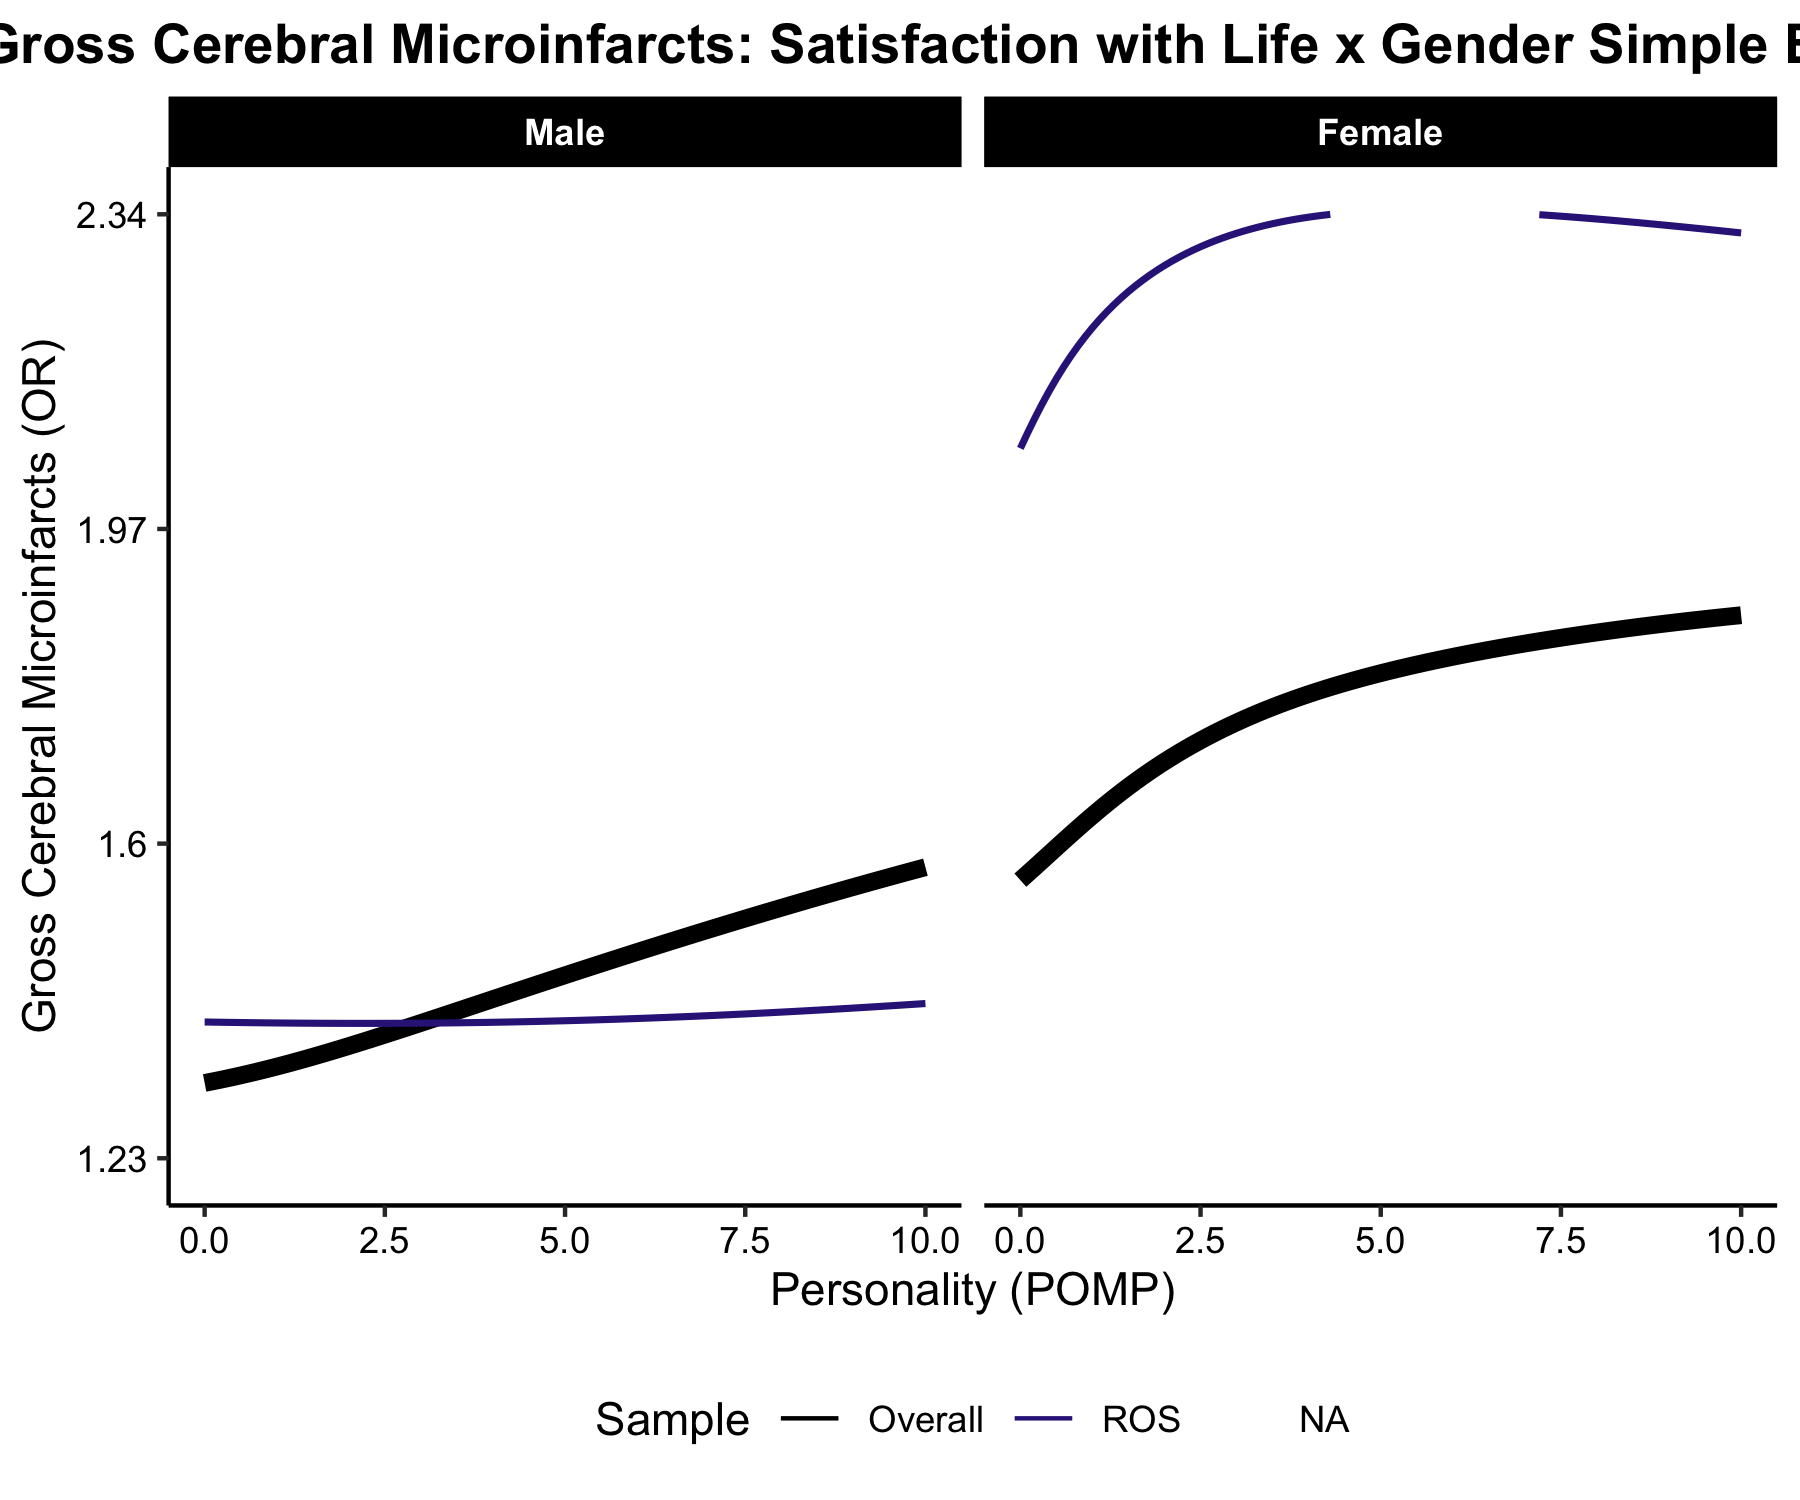 Gross Cerebral Microinfarcts: Satisfaction with Life x Gender Simple
Male
Female
Gross Cerebral Microinfarcts (OR)
2.34
1.97
1.6
1.23
0.0 2.5 5.0 7.5 10.0 0.0 2.5 5.0 7.5 10.0
Personality (POMP)
Sample Overall ROS NA